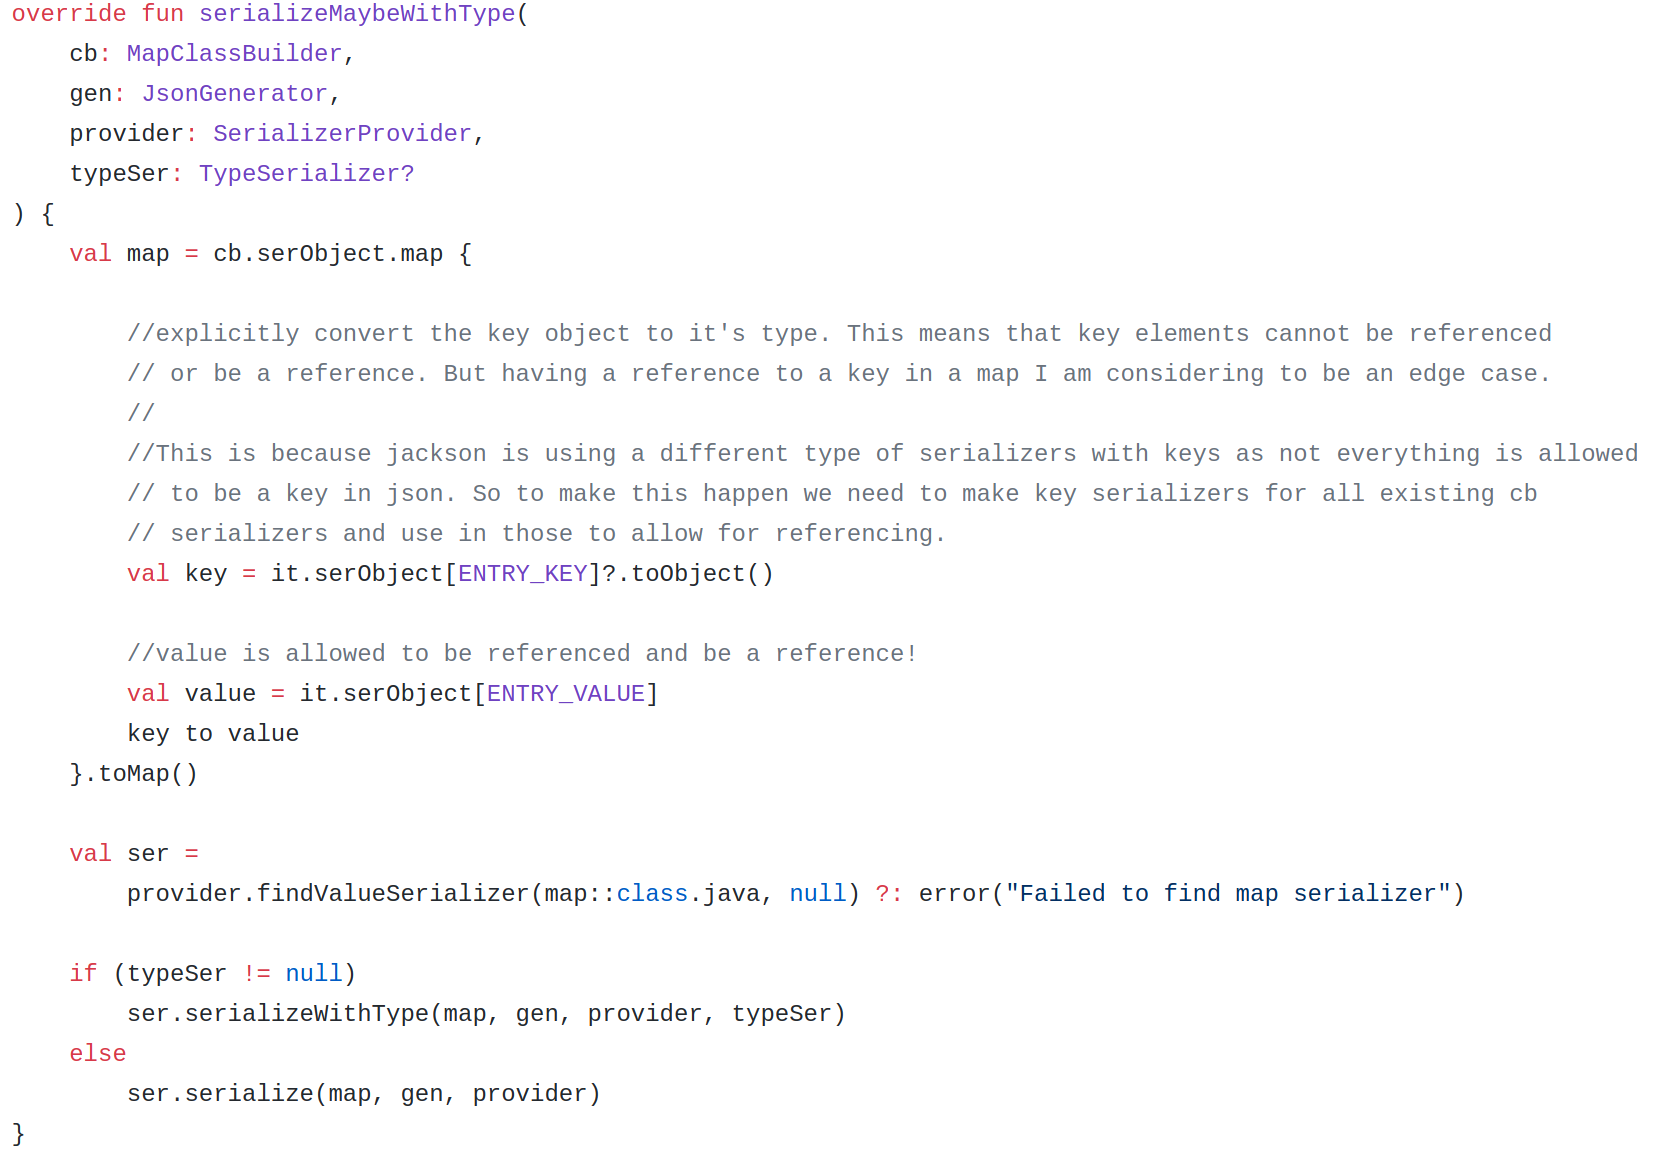 override fun serializeMaybeWithType(
    cb: MapClassBuilder,
    gen: JsonGenerator,
    provider: SerializerProvider,
    typeSer: TypeSerializer?
) {
    val map = cb.serObject.map {

        //explicitly convert the key object to it's type. This means that key elements cannot be referenced
        // or be a reference. But having a reference to a key in a map I am considering to be an edge case.
        //
        //This is because jackson is using a different type of serializers with keys as not everything is allowed
        // to be a key in json. So to make this happen we need to make key serializers for all existing cb
        // serializers and use in those to allow for referencing.
        val key = it.serObject[ENTRY_KEY]?.toObject()

        //value is allowed to be referenced and be a reference!
        val value = it.serObject[ENTRY_VALUE]
        key to value
    }.toMap()

    val ser =
        provider.findValueSerializer(map::class.java, null) ?: error("Failed to find map serializer")

    if (typeSer != null)
        ser.serializeWithType(map, gen, provider, typeSer)
    else
        ser.serialize(map, gen, provider)
}